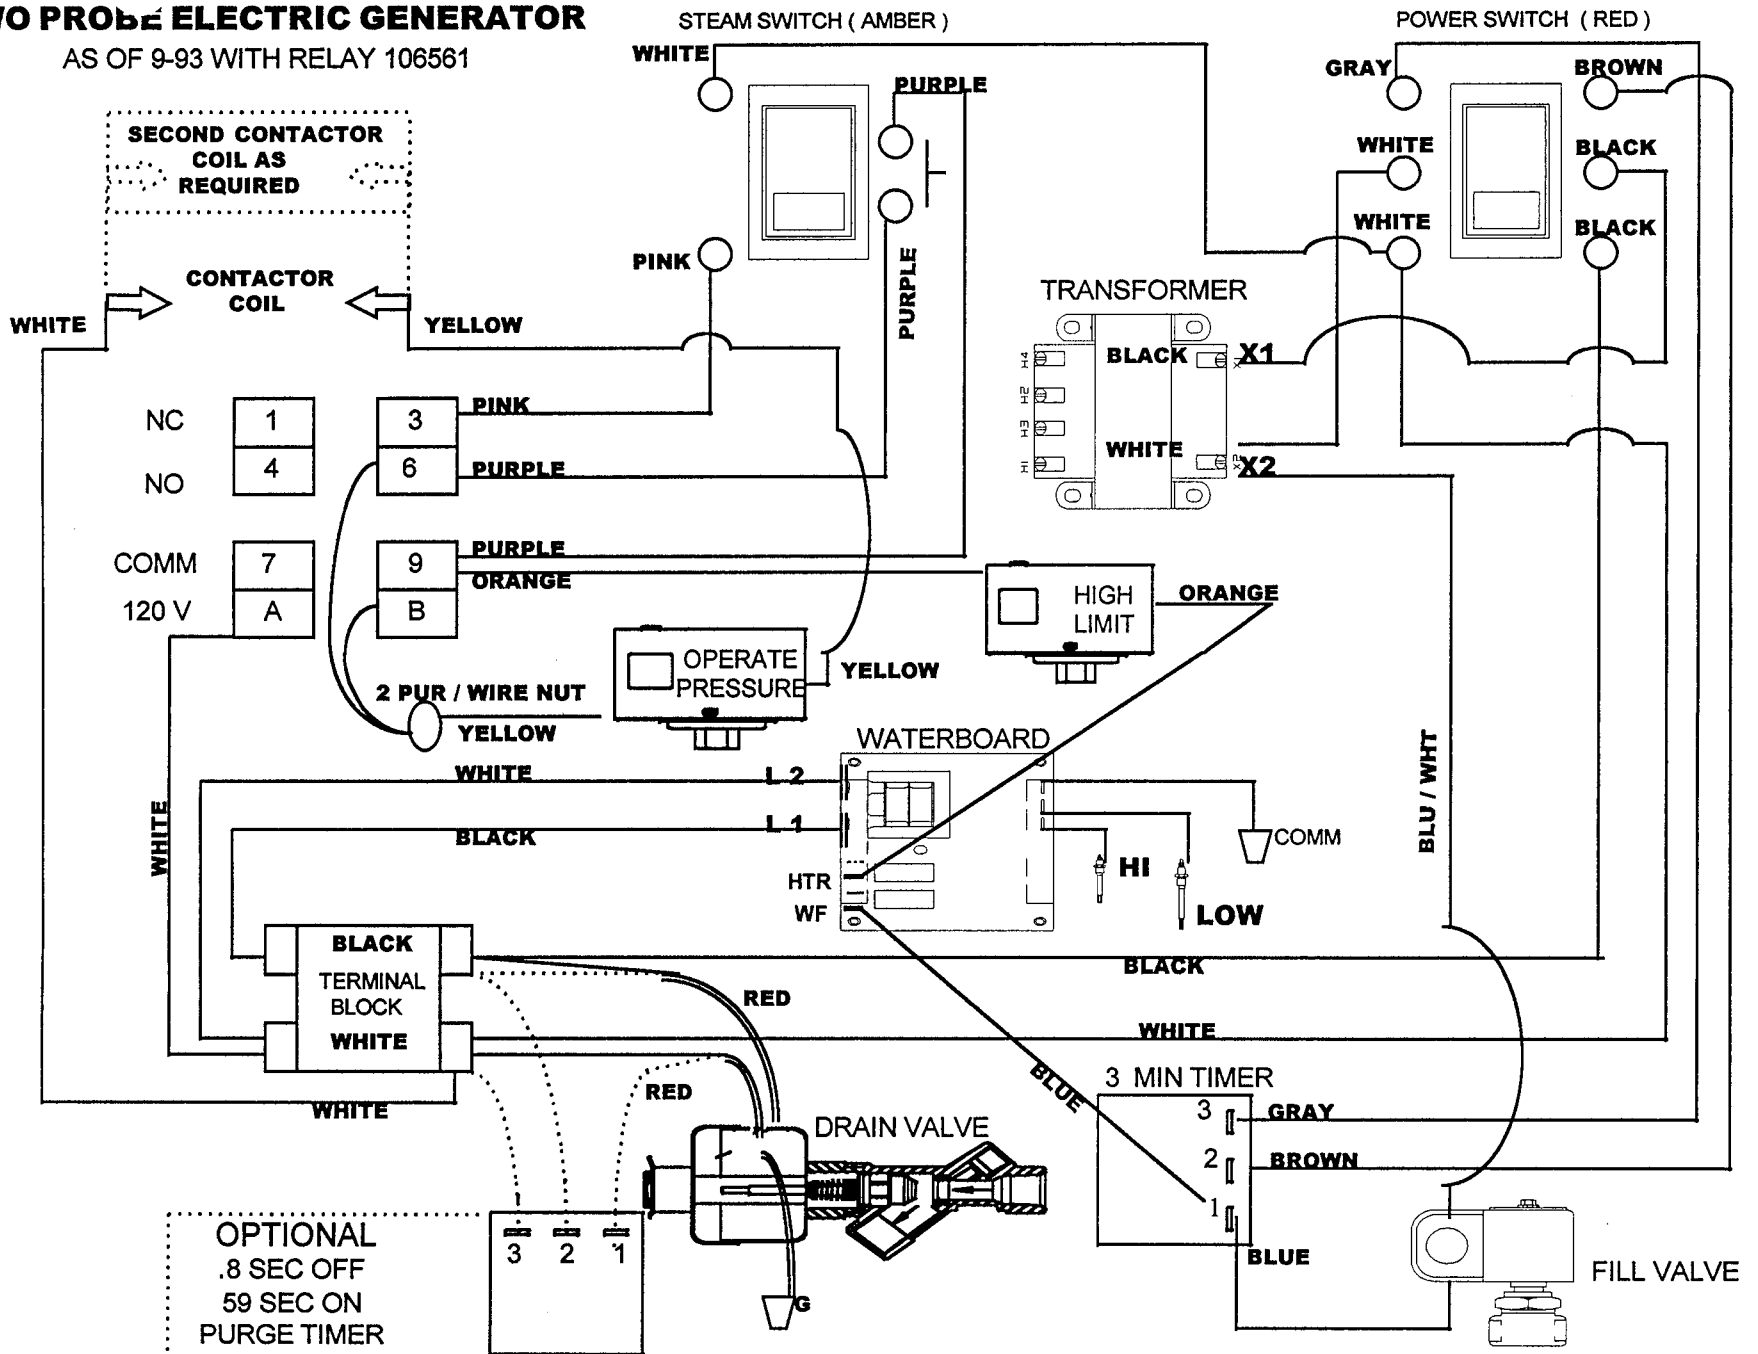 WO PROBE ELECTRIC GENERATOR
AS OF 9-93 WITH RELAY 106561
STEAM SWITCH ( AMBER )
POWER SWITCH ( RED )
WHITE
PURPLE
GRAY
BROWN
SECOND CONTACTOR
COIL AS
REQUIRED
WHITE
BLACK
WHITE
BLACK
PINK
PURPLE
CONTACTOR
COIL
TRANSFORMER
WHITE
YELLOW
BLACK
X1
H4
H2
H3
H1
WHITE
X2
NC
1
3
PINK
NO
4
6
PURPLE
COMM
7
9
PURPLE
ORANGE
120 V
A
B
HIGH
LIMIT
ORANGE
OPERATE
PRESSURE
YELLOW
2 PUR / WIRE NUT
YELLOW
WATERBOARD
BLU / WHT
WHITE
L 2
WHITE
BLACK
L 1
COMM
HI
HTR
WF
LOW
BLACK
TERMINAL
BLOCK
WHITE
BLACK
RED
WHITE
RED
BLUE
WHITE
3 MIN TIMER
3
GRAY
2
BROWN
1
BLUE
DRAIN VALVE
G
FILL VALVE
OPTIONAL
.8 SEC OFF
59 SEC ON
PURGE TIMER
3
2
1